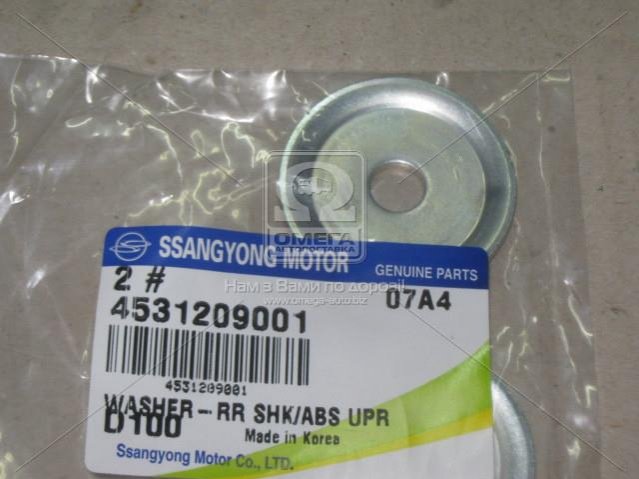 SSANGYONG MOTOR
GENUINE PARTS
2 #
07A4
4531209001
4531209001
WASHER-RR SHK/ABS UPR
D100
Made in Korea
Ssangyong Motor Co., LTD.
ОМЕГА
АВТОПОСТАВКА
Нам з Вами по дорозі!
www.omega-auto.biz